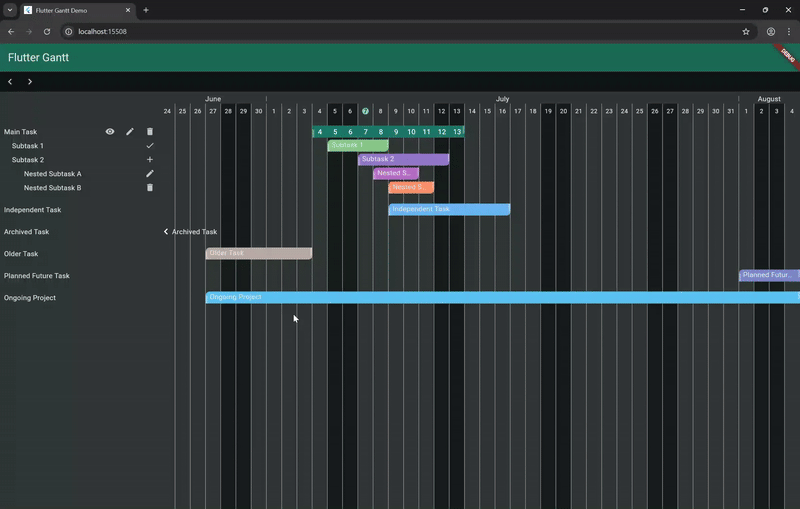 Flutter Gantt Demo
localhost:15508
Flutter Gantt
DEBUG
June July August
24 25 26 27 28 29 30 1 2 3 4 5 6 7 8 9 10 11 12 13 14 15 16 17 18 19 20 21 22 23 24 25 26 27 28 29 30 31 1 2 3 4
Main Task 4 5 6 7 8 9 10 11 12 13
Subtask 1 Subtask 1
Subtask 2 Subtask 2
Nested Subtask A Nested S...
Nested Subtask B Nested S...
Independent Task Independent Task
Archived Task Archived Task
Older Task Older Task
Planned Future Task Planned Futur...
Ongoing Project Ongoing Project